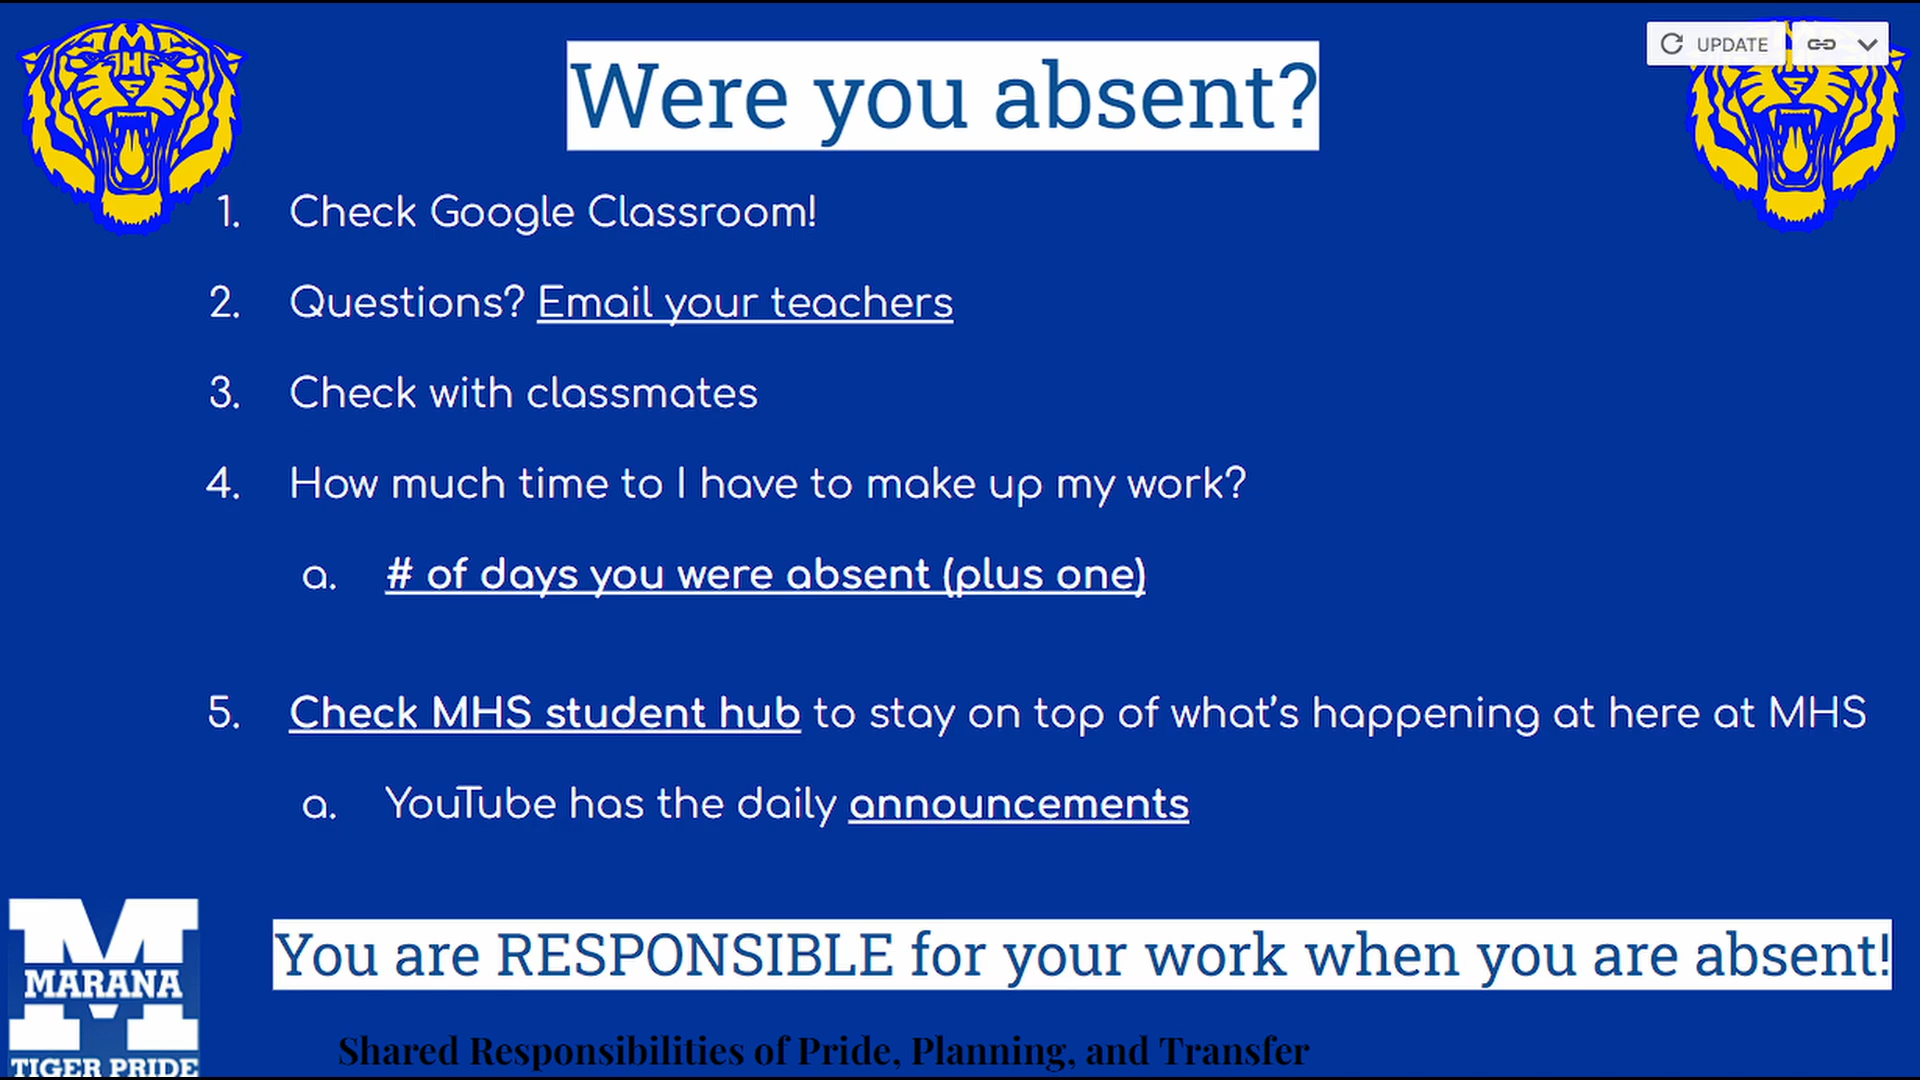 UPDATE
Were you absent?
1. Check Google Classroom!
2. Questions? Email your teachers
3. Check with classmates
4. How much time to I have to make up my work?
a. # of days you were absent (plus one)
5. Check MHS student hub to stay on top of what's happening at here at MHS
a. YouTube has the daily announcements
You are RESPONSIBLE for your work when you are absent!
M
MARANA
TIGER PRIDE
Shared Responsibilities of Pride, Planning, and Transfer